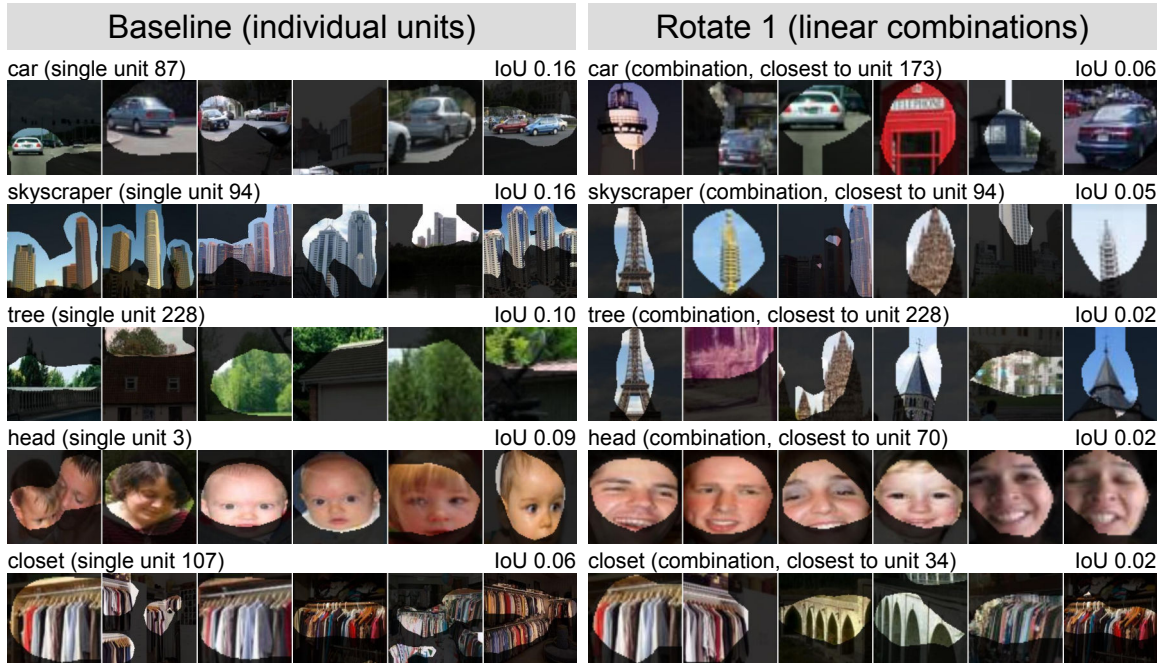 Baseline (individual units)
Rotate 1 (linear combinations)
car (single unit 87) IoU 0.16
car (combination, closest to unit 173) IoU 0.06
TELEPHONE
skyscraper (single unit 94) IoU 0.16
skyscraper (combination, closest to unit 94) IoU 0.05
tree (single unit 228) IoU 0.10
tree (combination, closest to unit 228) IoU 0.02
head (single unit 3) IoU 0.09
head (combination, closest to unit 70) IoU 0.02
closet (single unit 107) IoU 0.06
closet (combination, closest to unit 34) IoU 0.02